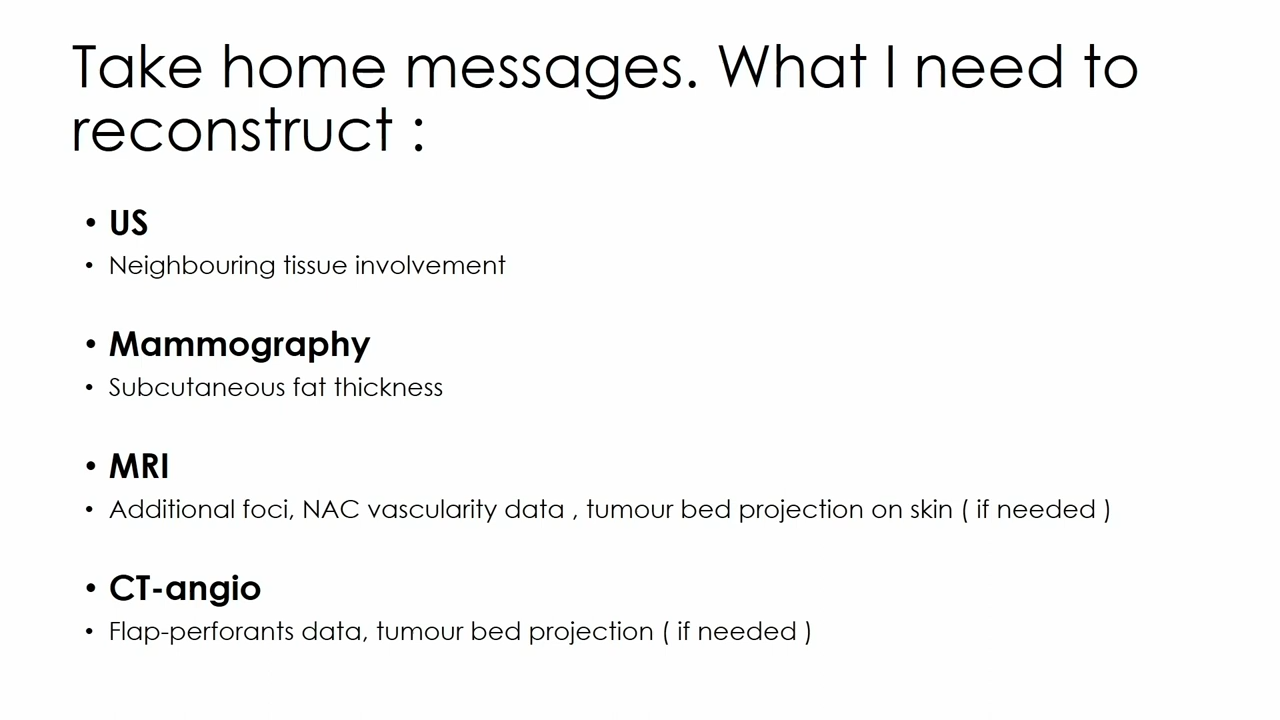 Take home messages. What I need to
reconstruct :
• US
• Neighbouring tissue involvement
• Mammography
• Subcutaneous fat thickness
• MRI
• Additional foci, NAC vascularity data , tumour bed projection on skin ( if needed )
• CT-angio
• Flap-perforants data, tumour bed projection ( if needed )